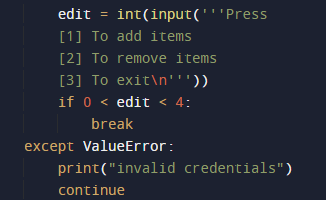 edit = int(input('''Press
[1] To add items
[2] To remove items
[3] To exit\n'''))
if 0 < edit < 4:
break
except ValueError:
print("invalid credentials")
continue